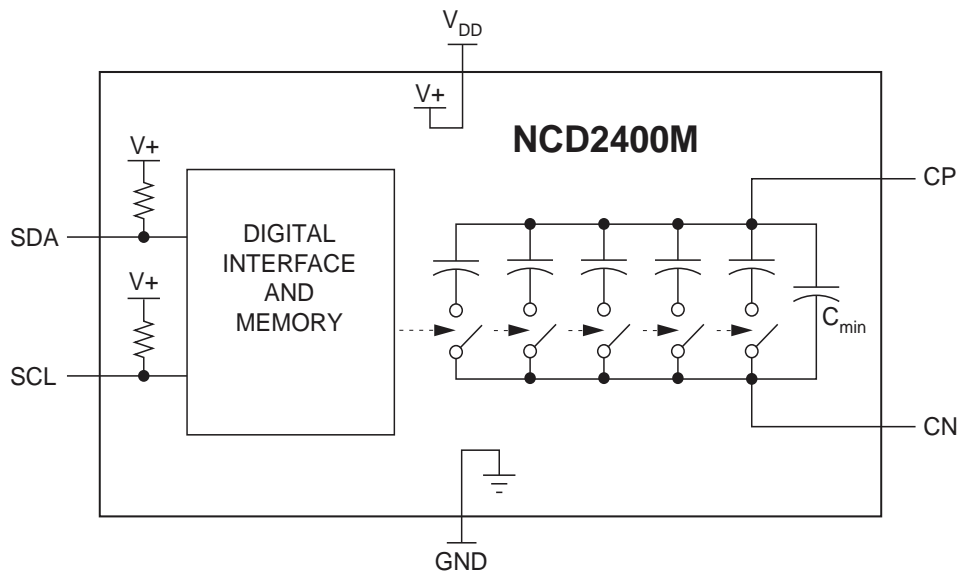 VDD
V+
NCD2400M
V+
CP
SDA
DIGITAL
INTERFACE
AND
MEMORY
V+
Cmin
SCL
CN
GND